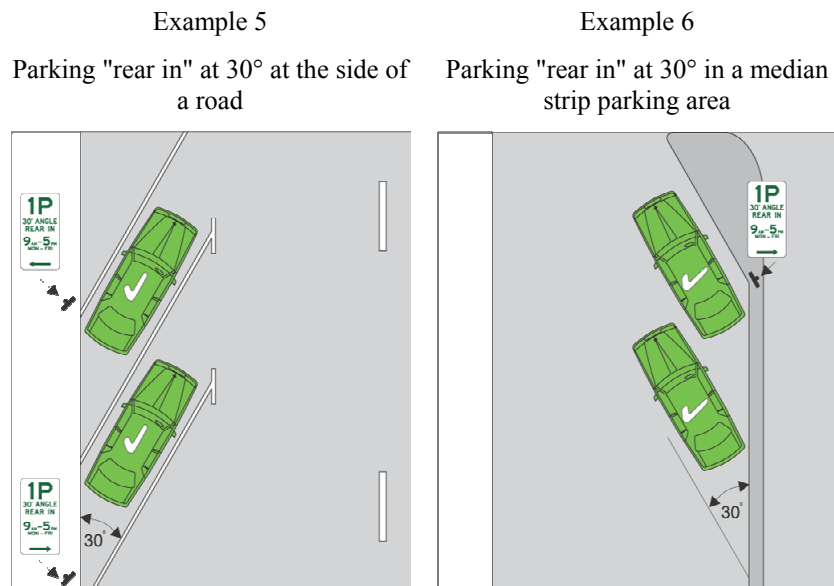 Example 5
Parking "rear in" at 30° at the side of
a road
1P
30° ANGLE
REAR IN
9AM-5PM
MON-FRI
1P
30° ANGLE
REAR IN
9AM-5PM
MON-FRI
30°
Example 6
Parking "rear in" at 30° in a median
strip parking area
1P
30° ANGLE
REAR IN
9AM-5PM
MON-FRI
30°